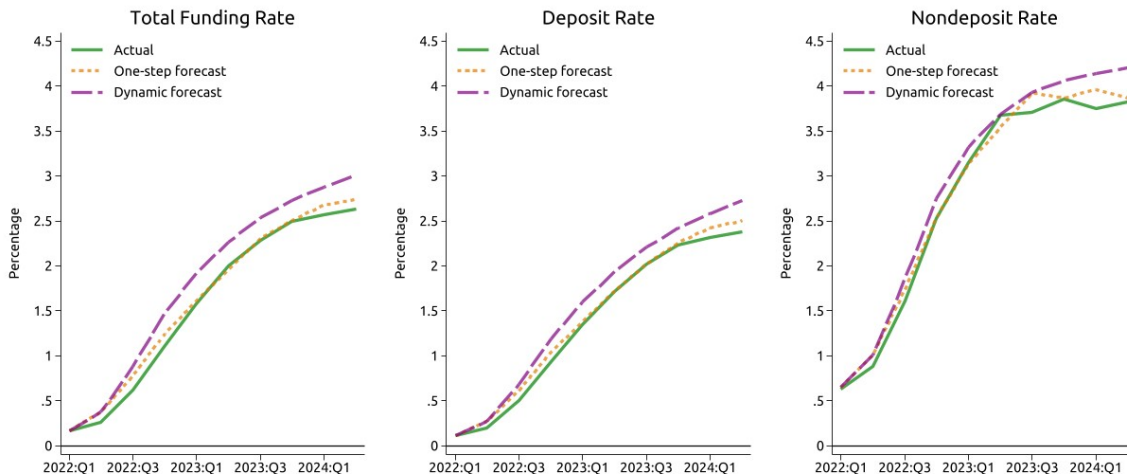 Total Funding Rate
Percentage
4.5
4
3.5
3
2.5
2
1.5
1
.5
0
Actual
One-step forecast
Dynamic forecast
2022:Q1 2022:Q3 2023:Q1 2023:Q3 2024:Q1
Deposit Rate
Percentage
4.5
4
3.5
3
2.5
2
1.5
1
.5
0
Actual
One-step forecast
Dynamic forecast
2022:Q1 2022:Q3 2023:Q1 2023:Q3 2024:Q1
Nondeposit Rate
Percentage
4.5
4
3.5
3
2.5
2
1.5
1
.5
0
Actual
One-step forecast
Dynamic forecast
2022:Q1 2022:Q3 2023:Q1 2023:Q3 2024:Q1